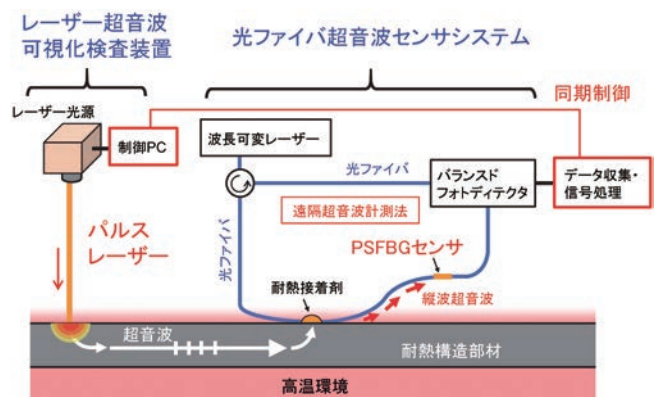 レーザー超音波
可視化検査装置
光ファイバ超音波センサシステム
同期制御
レーザー光源
制御PC
波長可変レーザー
光ファイバ
バランスド
フォトディテクタ
データ収集・
信号処理
遠隔超音波計測法
光ファイバ
パルス
レーザー
PSFBGセンサ
耐熱接着剤
縦波超音波
超音波
耐熱構造部材
高温環境